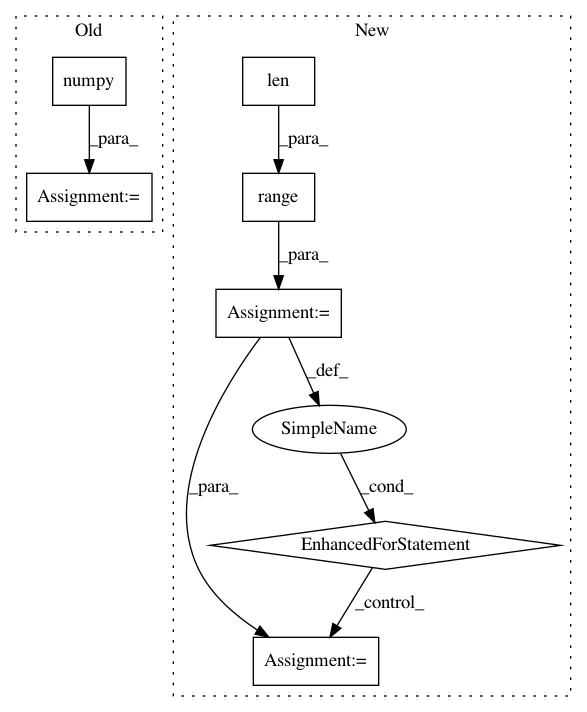 Old
New
numpy
len
_para_
_para_
Assignment:=
range
_para_
Assignment:=
_def_
SimpleName
_para_
_cond_
EnhancedForStatement
_control_
Assignment:=